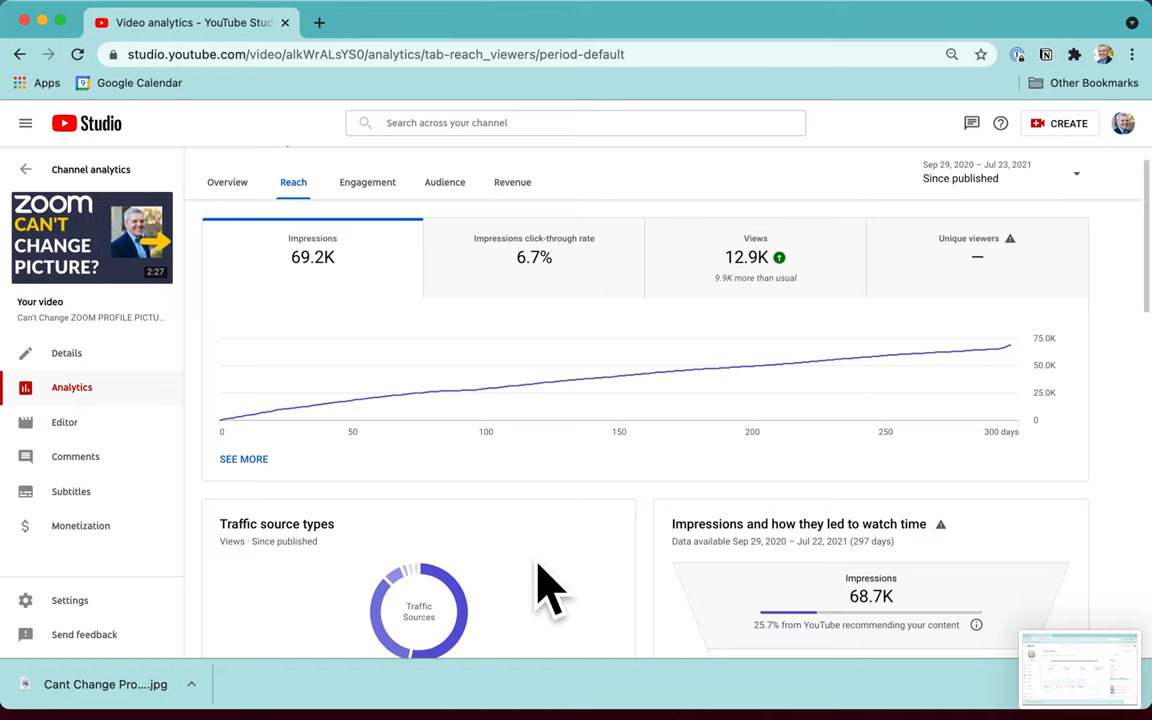 Video analytics - YouTube Stud
studio.youtube.com/video/alkWrALsYS0/analytics/tab-reach_viewers/period-default
Apps
Google Calendar
Other Bookmarks
Studio
Search across your channel
CREATE
Channel analytics
Overview
Reach
Engagement
Audience
Revenue
Sep 29, 2020 – Jul 23, 2021
Since published
ZOOM
CAN'T
CHANGE
PICTURE?
2:27
Your video
Can't Change ZOOM PROFILE PICTU...
Details
Analytics
Editor
Comments
Subtitles
Monetization
Settings
Send feedback
Impressions
69.2K
Impressions click-through rate
6.7%
Views
12.9K
9.9K more than usual
Unique viewers
—
75.0K
50.0K
25.0K
0
0 50 100 150 200 250 300 days
SEE MORE
Traffic source types
Views · Since published
Traffic
Sources
Impressions and how they led to watch time
Data available Sep 29, 2020 – Jul 22, 2021 (297 days)
Impressions
68.7K
25.7% from YouTube recommending your content
Cant Change Pro....jpg